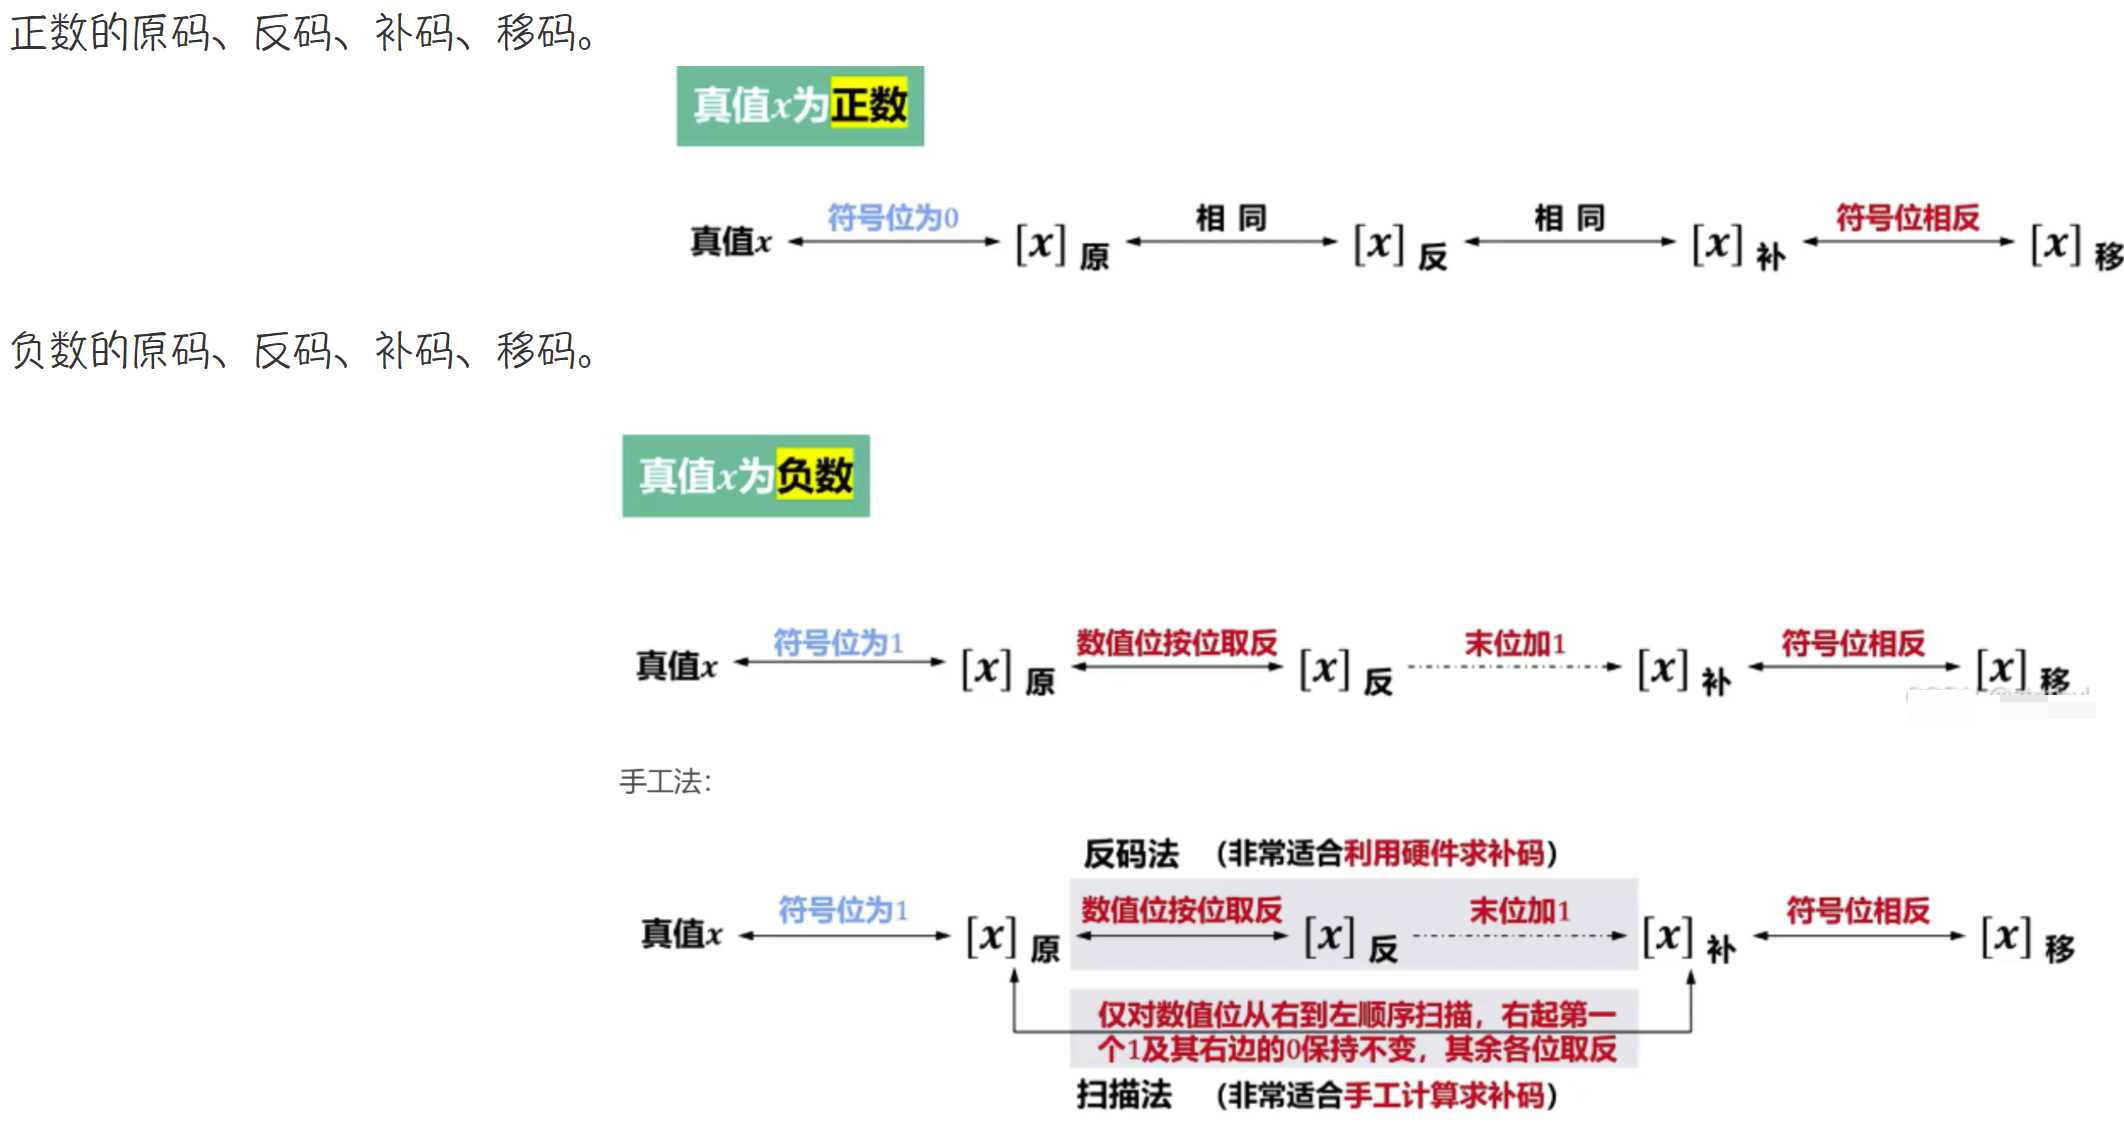 正数的原码、反码、补码、移码。
真值x为正数
真值x 符号位为0 [x]原 相同 [x]反 相同 [x]补 符号位相反 [x]移
负数的原码、反码、补码、移码。
真值x为负数
真值x 符号位为1 [x]原 数值位按位取反 [x]反 末位加1 [x]补 符号位相反 [x]移
手工法：
反码法 （非常适合利用硬件求补码）
真值x 符号位为1 [x]原 数值位按位取反 [x]反 末位加1 [x]补 符号位相反 [x]移
仅对数值位从右到左顺序扫描，右起第一
个1及其右边的0保持不变，其余各位取反
扫描法 （非常适合手工计算求补码）